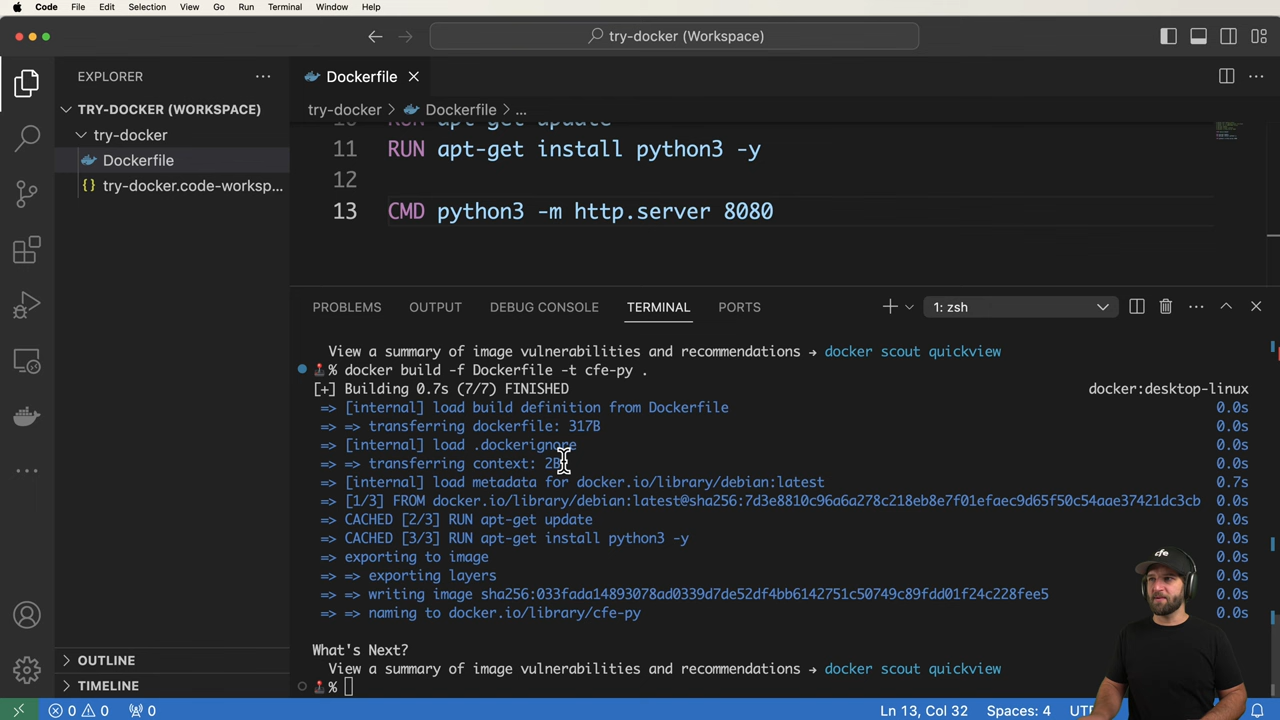 Code File Edit Selection View Go Run Terminal Window Help
try-docker (Workspace)
EXPLORER
Dockerfile
TRY-DOCKER (WORKSPACE)
try-docker > Dockerfile > ...
try-docker
10 RUN apt-get update
Dockerfile
11 RUN apt-get install python3 -y
try-docker.code-worksp...
12
13 CMD python3 -m http.server 8080
PROBLEMS OUTPUT DEBUG CONSOLE TERMINAL PORTS 1: zsh
View a summary of image vulnerabilities and recommendations → docker scout quickview
% docker build -f Dockerfile -t cfe-py .
[+] Building 0.7s (7/7) FINISHED docker:desktop-linux
=> [internal] load build definition from Dockerfile 0.0s
=> => transferring dockerfile: 317B 0.0s
=> [internal] load .dockerignore 0.0s
=> => transferring context: 2B 0.0s
=> [internal] load metadata for docker.io/library/debian:latest 0.7s
=> [1/3] FROM docker.io/library/debian:latest@sha256:7d3e8810c96a6a278c218eb8e7f01efaec9d65f50c54aae37421dc3cb 0.0s
=> CACHED [2/3] RUN apt-get update 0.0s
=> CACHED [3/3] RUN apt-get install python3 -y 0.0s
=> exporting to image 0.0s
=> => exporting layers 0.0s
=> => writing image sha256:033fada14893078ad0339d7de52df4bb6142751c50749c89fdd01f24c228fee5 0.0s
=> => naming to docker.io/library/cfe-py 0.0s
cfe
What's Next?
View a summary of image vulnerabilities and recommendations → docker scout quickview
%
OUTLINE
TIMELINE
0 0 0 Ln 13, Col 32 Spaces: 4 UT